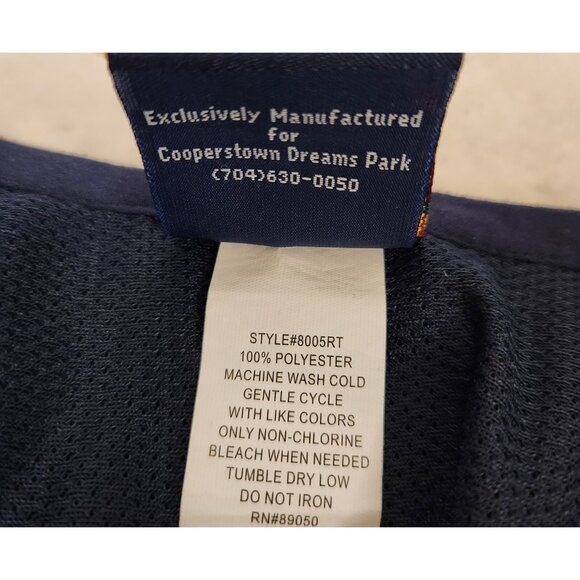 Exclusively Manufactured
for
Cooperstown Dreams Park
(704)630-0050
STYLE#8005RT
100% POLYESTER
MACHINE WASH COLD
GENTLE CYCLE
WITH LIKE COLORS
ONLY NON-CHLORINE
BLEACH WHEN NEEDED
TUMBLE DRY LOW
DO NOT IRON
RN#89050